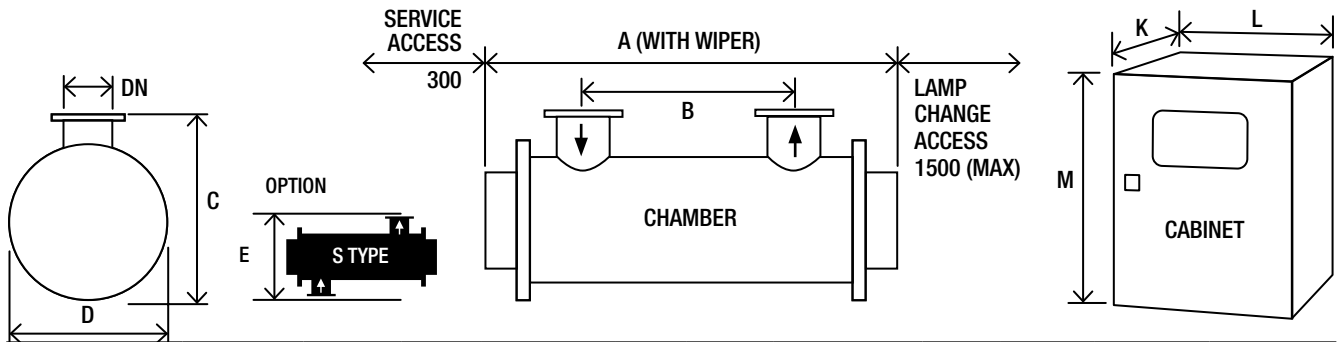 DN
C
D
OPTION
E
S TYPE
SERVICE
ACCESS
300
A (WITH WIPER)
B
CHAMBER
LAMP
CHANGE
ACCESS
1500 (MAX)
K
L
M
CABINET